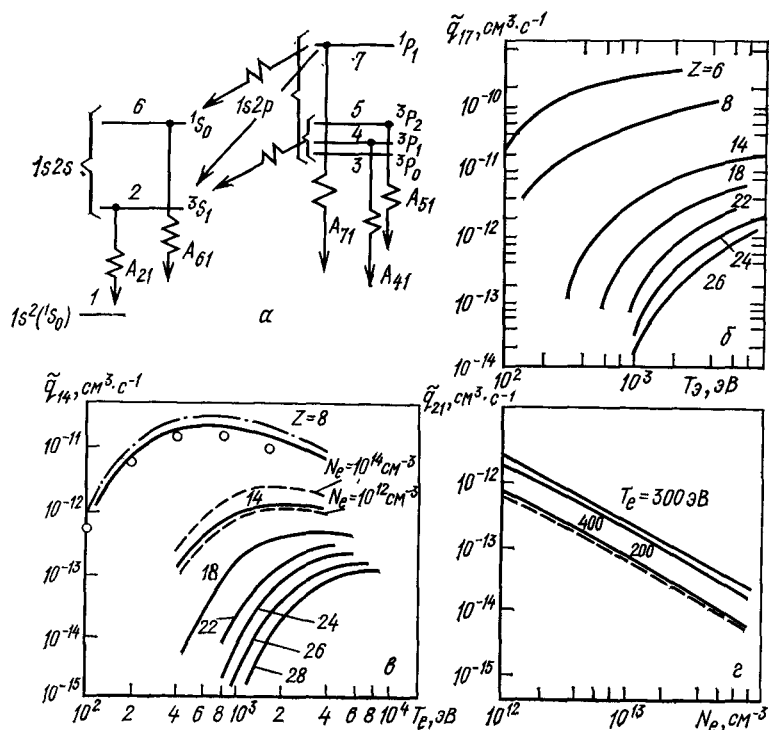 6
¹S₀
1s2s
2
³S₁
A₂₁
A₆₁
1
1s²(¹S₀)
1s2p
¹P₁
7
5
³P₂
4
³P₁
3
³P₀
A₇₁
A₅₁
A₄₁
а
q̃₁₇, см³·с⁻¹
10⁻¹⁰
10⁻¹¹
10⁻¹²
10⁻¹³
10⁻¹⁴
Z=6
8
14
18
22
24
26
б
10²
10³
Tэ, эВ
q̃₁₄, см³·с⁻¹
10⁻¹¹
10⁻¹²
10⁻¹³
10⁻¹⁴
10⁻¹⁵
Z=8
Nₑ=10¹⁴см⁻³
Nₑ=10¹²см⁻³
14
18
22
24
26
28
в
10² 2 4 6 8 10³ 2 4 6 8 10⁴ Tₑ, эВ
q̃₂₁, см³·с⁻¹
10⁻¹²
10⁻¹³
10⁻¹⁴
10⁻¹⁵
Tₑ=300 эВ
400
200
г
10¹² 10¹³ Nₑ, см⁻³